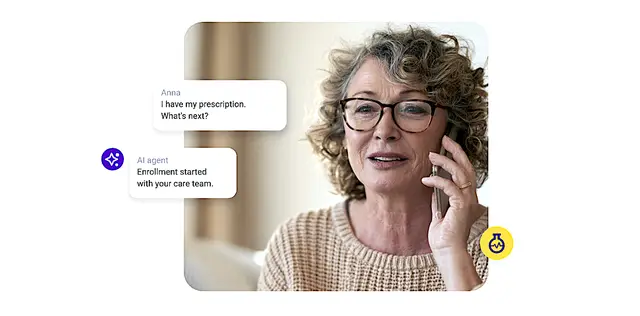 Anna
I have my prescription.
What's next?
AI agent
Enrollment started
with your care team.